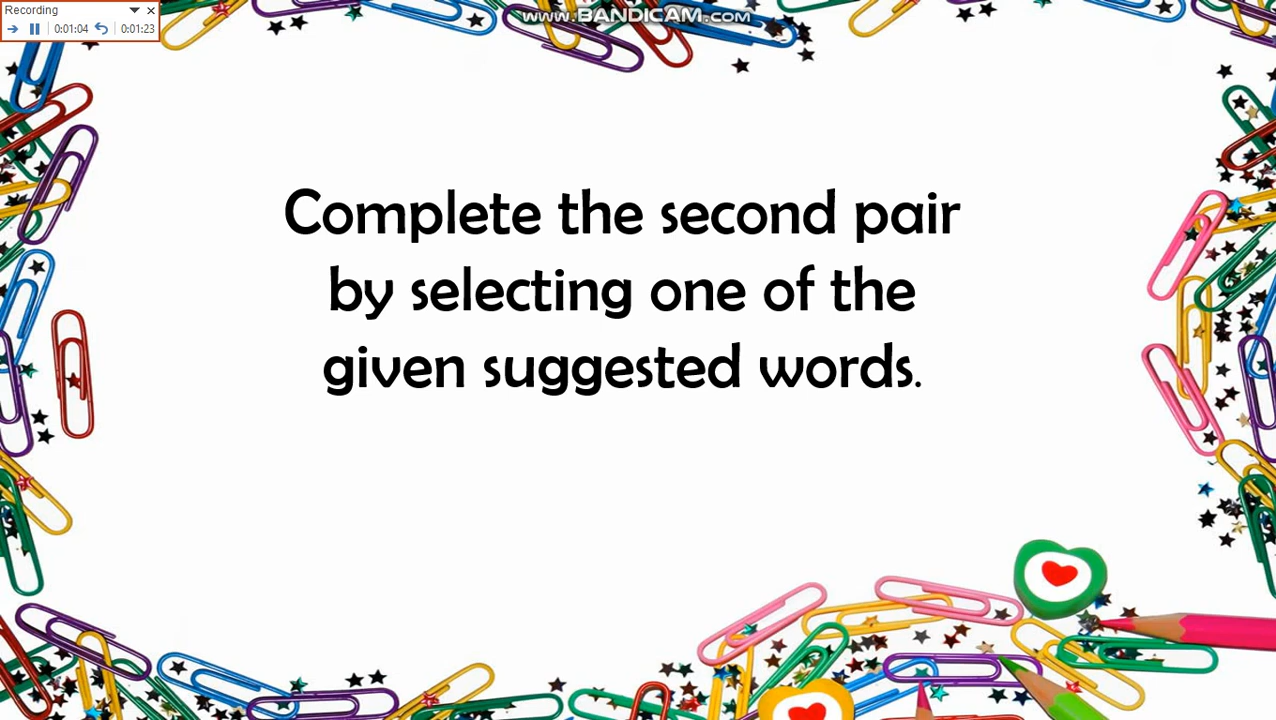 Recording
0:01:04 0:01:23
www.BANDICAM.com
Complete the second pair
by selecting one of the
given suggested words.